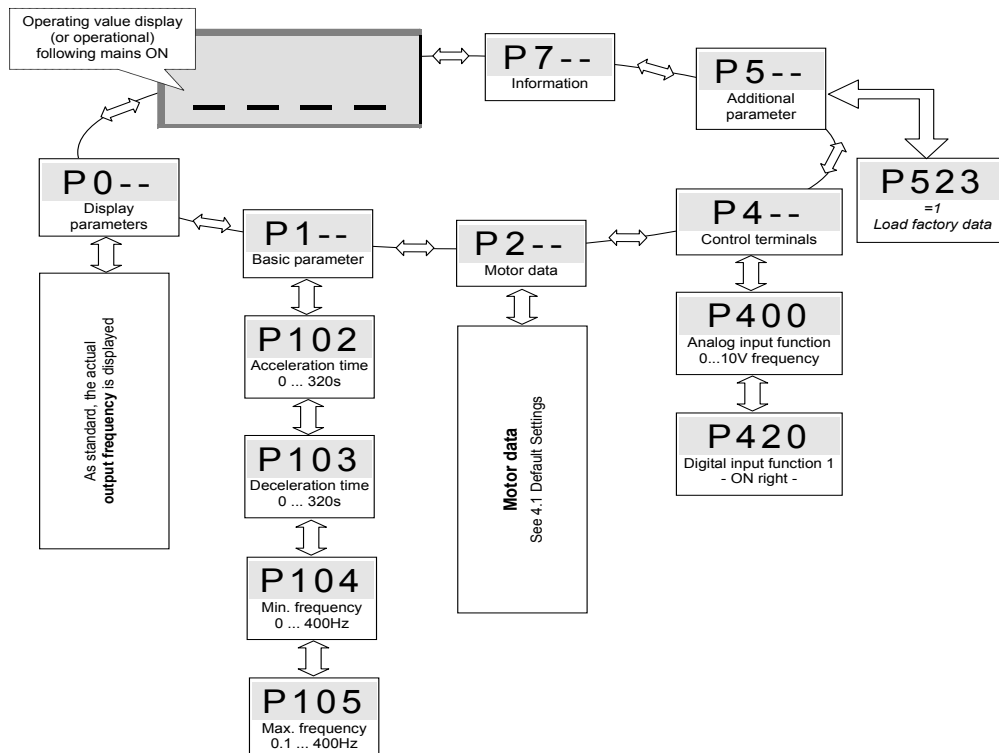 Operating value display
(or operational)
following mains ON
_ _ _ _
P7--
Information
P5--
Additional
parameter
P523
=1
Load factory data
P0--
Display
parameters
As standard, the actual
output frequency is displayed
P1--
Basic parameter
P102
Acceleration time
0 ... 320s
P103
Deceleration time
0 ... 320s
P104
Min. frequency
0 ... 400Hz
P105
Max. frequency
0.1 ... 400Hz
P2--
Motor data
Motor data
See 4.1 Default Settings
P4--
Control terminals
P400
Analog input function
0...10V frequency
P420
Digital input function 1
- ON right -